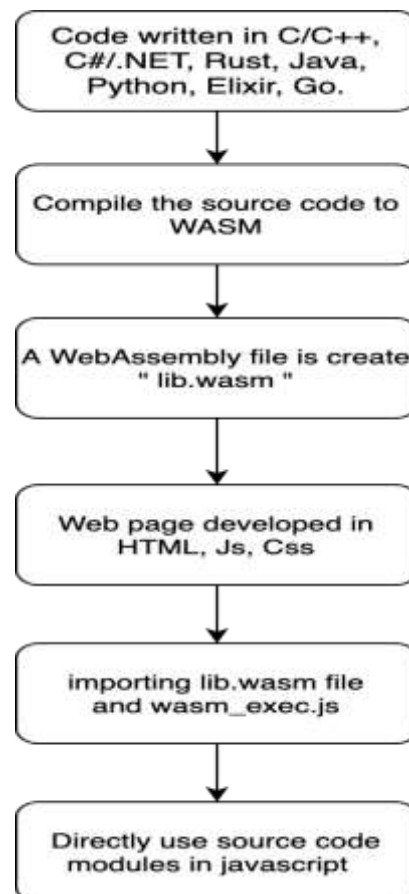 Code written in C/C++,
C#/.NET, Rust, Java,
Python, Elixir, Go.
Compile the source code to
WASM
A WebAssembly file is create
" lib.wasm "
Web page developed in
HTML, Js, Css
importing lib.wasm file
and wasm_exec.js
Directly use source code
modules in javascript